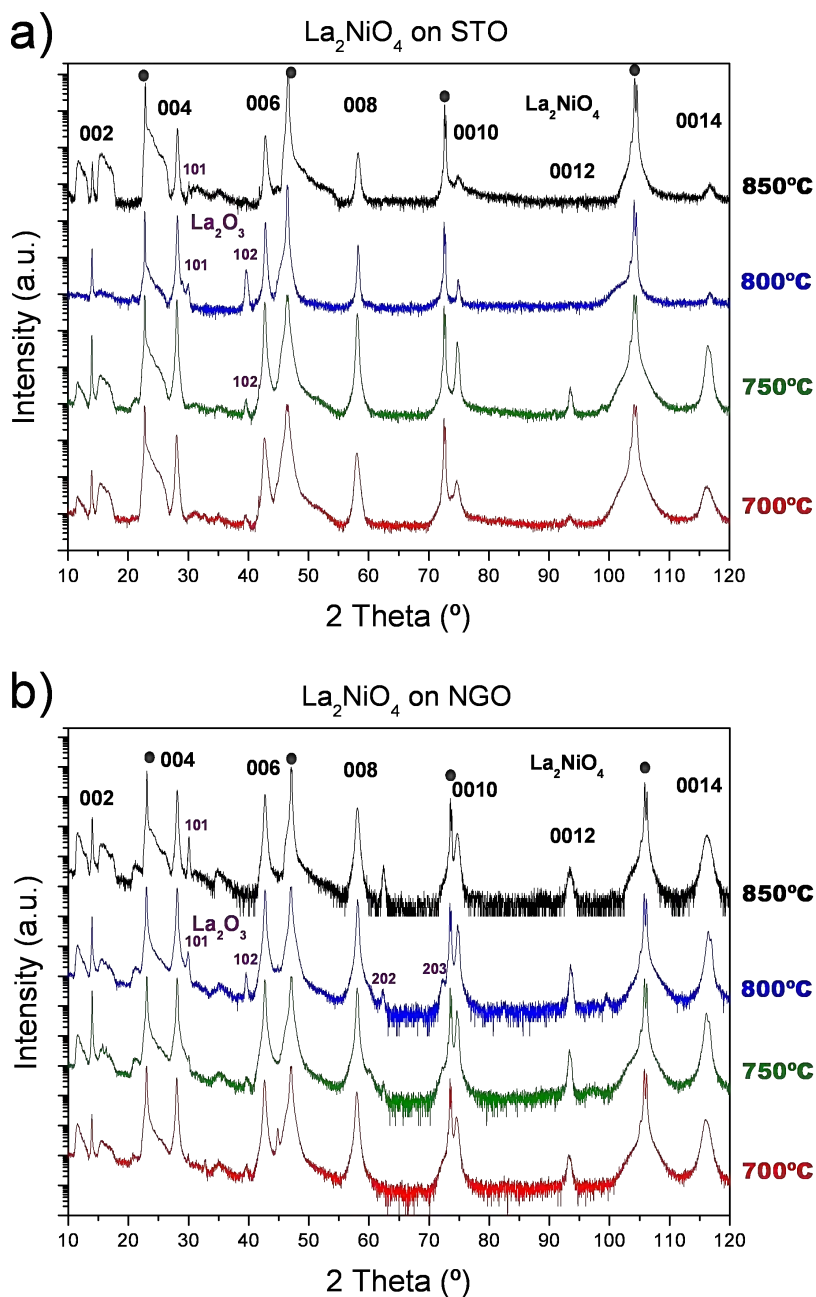 a)
La₂NiO₄ on STO
002
004
006
008
0010
La₂NiO₄
0012
0014
101
850ºC
La₂O₃
101
102
800ºC
102
750ºC
700ºC
Intensity (a.u.)
10 20 30 40 50 60 70 80 90 100 110 120
2 Theta (º)
b)
La₂NiO₄ on NGO
002
004
006
008
0010
La₂NiO₄
0012
0014
101
850ºC
La₂O₃
101
102
202
203
800ºC
750ºC
700ºC
Intensity (a.u.)
10 20 30 40 50 60 70 80 90 100 110 120
2 Theta (º)